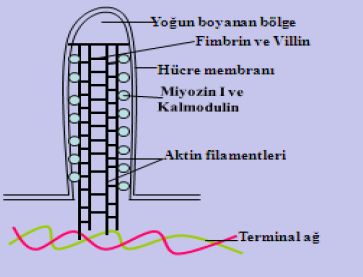 Yoğun boyanan bölge
Fimbrin ve Villin
Hücre membranı
Miyozin I ve
Kalmodulin
Aktin filamentleri
Terminal ağ